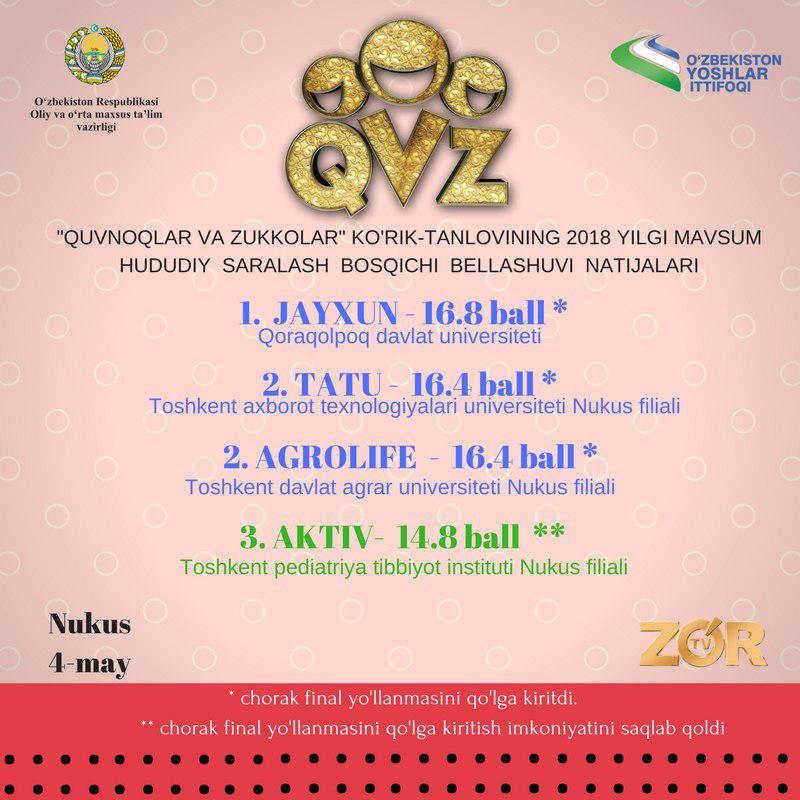 O'zbekiston Respublikasi
Oliy va o'rta maxsus ta'lim
vazirligi
QVZ
O'ZBEKISTON
YOSHLAR
ITTIFOQI
"QUVNOQLAR VA ZUKKOLAR" KO'RIK-TANLOVINING 2018 YILGI MAVSUM
HUDUDIY SARALASH BOSQICHI BELLASHUVI NATIJALARI
1. JAYXUN - 16.8 ball *
Qoraqolpoq davlat universiteti
2. TATU - 16.4 ball *
Toshkent axborot texnologiyalari universiteti Nukus filiali
2. AGROLIFE - 16.4 ball *
Toshkent davlat agrar universiteti Nukus filiali
3. AKTIV- 14.8 ball **
Toshkent pediatriya tibbiyot instituti Nukus filiali
Nukus
4-may
ZO'R TV
* chorak final yo'llanmasini qo'lga kiritdi.
** chorak final yo'llanmasini qo'lga kiritish imkoniyatini saqlab qoldi